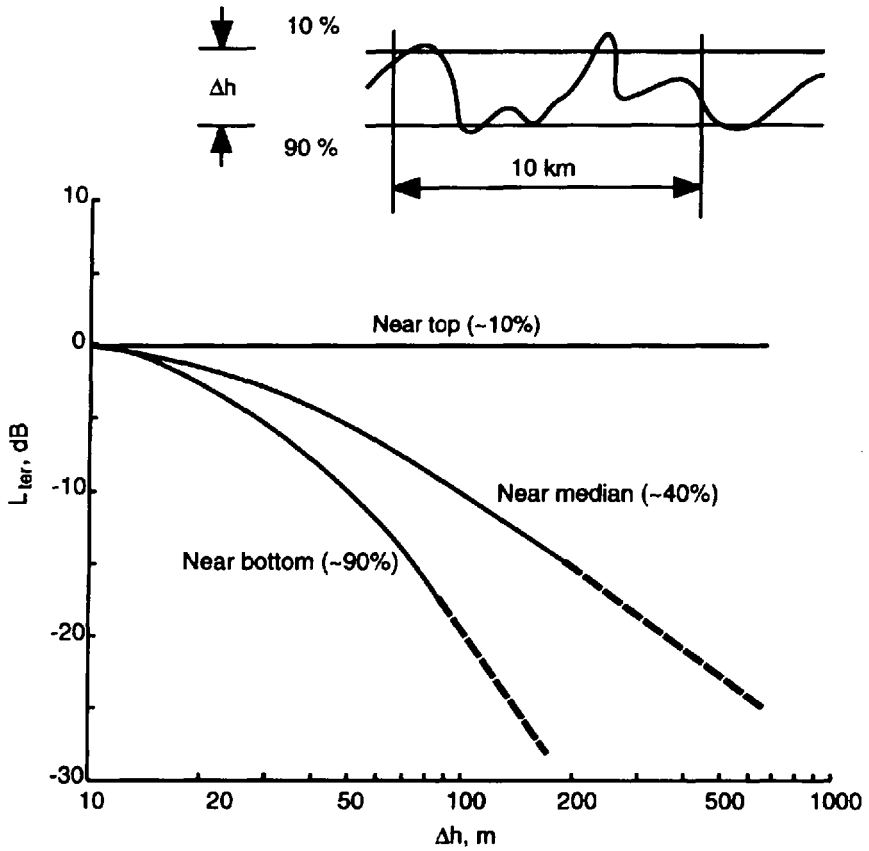 10 %
Δh
90 %
10 km
10
0
-10
-20
-30
L_ter, dB
Near top (~10%)
Near median (~40%)
Near bottom (~90%)
10 20 50 100 200 500 1000
Δh, m